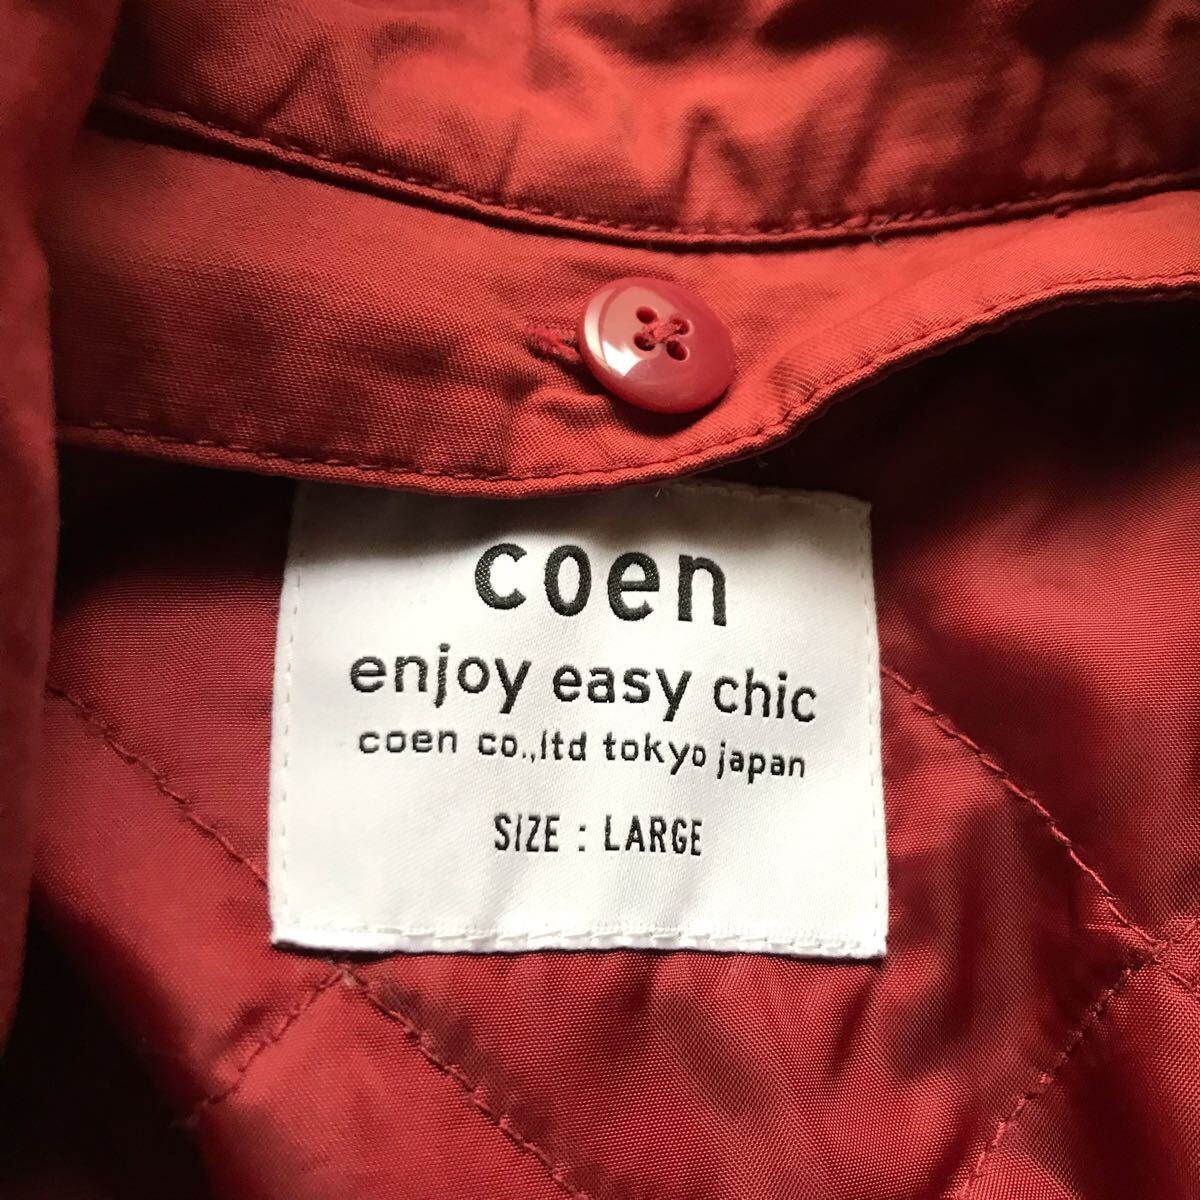 coen
enjoy easy chic
coen co.,ltd tokyo japan
SIZE : LARGE